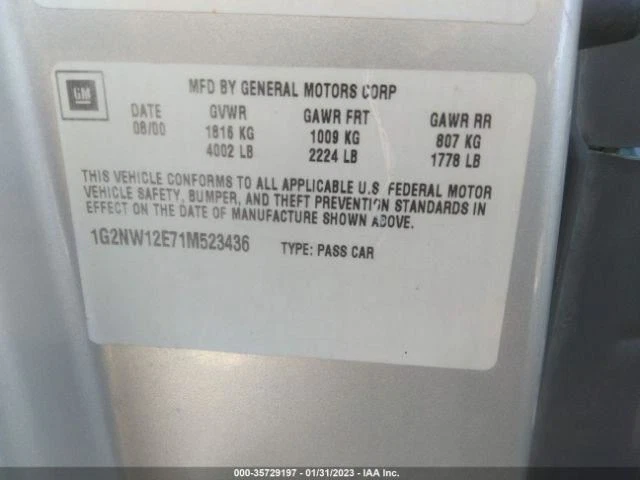 GM
MFD BY GENERAL MOTORS CORP
DATE GVWR GAWR FRT GAWR RR
08/00 1816 KG 1009 KG 807 KG
4002 LB 2224 LB 1778 LB
THIS VEHICLE CONFORMS TO ALL APPLICABLE U.S. FEDERAL MOTOR
VEHICLE SAFETY, BUMPER, AND THEFT PREVENTION STANDARDS IN
EFFECT ON THE DATE OF MANUFACTURE SHOWN ABOVE.
1G2NW12E71M523436 TYPE: PASS CAR
000-35729197 - 01/31/2023 - IAA Inc.